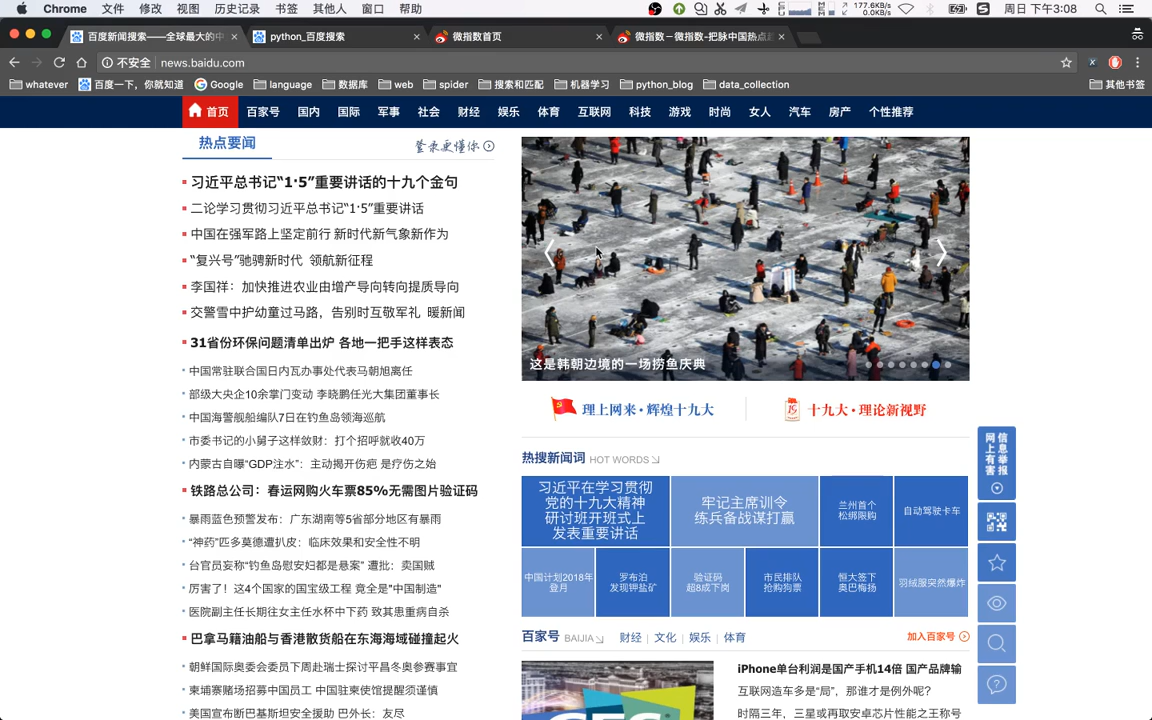 Chrome 文件 修改 视图 历史记录 书签 其他人 窗口 帮助
177.6KB/s
0.0KB/s
周日 下午3:08
百度新闻搜索——全球最大的中
python_百度搜索
微指数首页
微指数－微指数-把脉中国热点趋
不安全 news.baidu.com
whatever 百度一下，你就知道 Google language 数据库 web spider 搜索和匹配 机器学习 python_blog data_collection 其他书签
首页 百家号 国内 国际 军事 社会 财经 娱乐 体育 互联网 科技 游戏 时尚 女人 汽车 房产 个性推荐
热点要闻
登录更懂你
习近平总书记“1·5”重要讲话的十九个金句
二论学习贯彻习近平总书记“1·5”重要讲话
中国在强军路上坚定前行 新时代新气象新作为
“复兴号”驰骋新时代 领航新征程
李国祥：加快推进农业由增产导向转向提质导向
交警雪中护幼童过马路，告别时互敬军礼 暖新闻
31省份环保问题清单出炉 各地一把手这样表态
中国常驻联合国日内瓦办事处代表马朝旭离任
部级大央企10余掌门变动 李晓鹏任光大集团董事长
中国海警舰船编队7日在钓鱼岛领海巡航
市委书记的小舅子这样敛财：打个招呼就收40万
内蒙古自曝“GDP注水”：主动揭开伤疤 是疗伤之始
铁路总公司：春运网购火车票85%无需图片验证码
暴雨蓝色预警发布：广东湖南等5省部分地区有暴雨
“神药”匹多莫德遭扒皮：临床效果和安全性不明
台官员妄称“钓鱼岛慰安妇都是悬案” 遭批：卖国贼
厉害了！这4个国家的国宝级工程 竟全是"中国制造"
医院副主任长期往女主任水杯中下药 致其患重病自杀
巴拿马籍油船与香港散货船在东海海域碰撞起火
朝鲜国际奥委会委员下周赴瑞士探讨平昌冬奥参赛事宜
柬埔寨赌场招募中国员工 中国驻柬使馆提醒须谨慎
美国宣布断巴基斯坦安全援助 巴外长：友尽
这是韩朝边境的一场捞鱼庆典
理上网来·辉煌十九大
19
十九大·理论新视野
热搜新闻词 HOT WORDS
习近平在学习贯彻
党的十九大精神
研讨班开班式上
发表重要讲话
牢记主席训令
练兵备战谋打赢
兰州首个
松绑限购
自动驾驶卡车
中国计划2018年
登月
罗布泊
发现钾盐矿
验证码
超8成下岗
市民排队
抢购狗票
恒大签下
奥巴梅扬
羽绒服突然爆炸
百家号 BAIJIA 财经 | 文化 | 娱乐 | 体育
加入百家号
iPhone单台利润是国产手机14倍 国产品牌输
互联网造车多是“局”，那谁才是例外呢？
时隔三年，三星或再取安卓芯片性能之王称号
网上有害
信息举报